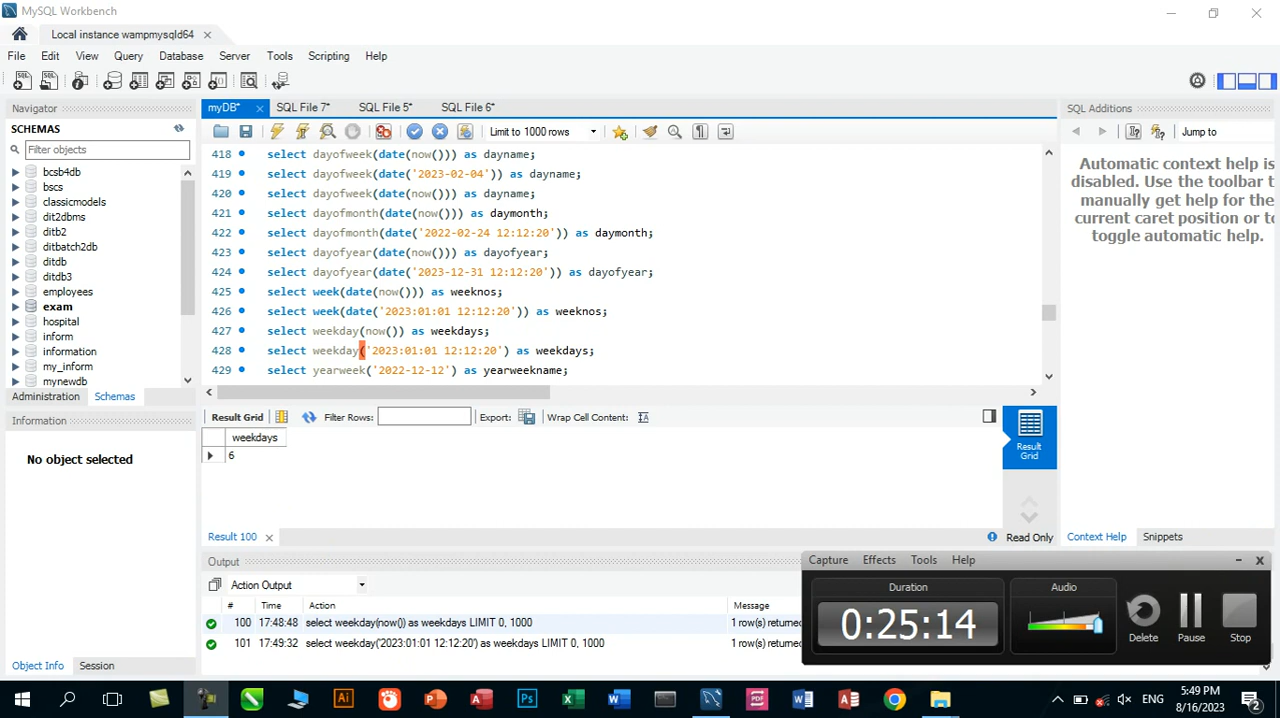 MySQL Workbench
Local instance wampmysqld64
File Edit View Query Database Server Tools Scripting Help
Navigator
SCHEMAS
Filter objects
bcsb4db
bscs
classicmodels
dit2dbms
ditb2
ditbatch2db
ditdb
ditdb3
employees
exam
hospital
inform
information
my_inform
mynewdb
Administration Schemas
Information
No object selected
Object Info Session
myDB* SQL File 7* SQL File 5* SQL File 6*
Limit to 1000 rows
418 select dayofweek(date(now())) as dayname;
419 select dayofweek(date('2023-02-04')) as dayname;
420 select dayofweek(date(now())) as dayname;
421 select dayofmonth(date(now())) as daymonth;
422 select dayofmonth(date('2022-02-24 12:12:20')) as daymonth;
423 select dayofyear(date(now())) as dayofyear;
424 select dayofyear(date('2023-12-31 12:12:20')) as dayofyear;
425 select week(date(now())) as weeknos;
426 select week(date('2023:01:01 12:12:20')) as weeknos;
427 select weekday(now()) as weekdays;
428 select weekday('2023:01:01 12:12:20') as weekdays;
429 select yearweek('2022-12-12') as yearweekname;
Result Grid Filter Rows: Export: Wrap Cell Content:
weekdays
6
Result Grid
Result 100
Read Only
Output
Action Output
# Time Action Message
100 17:48:48 select weekday(now()) as weekdays LIMIT 0, 1000 1 row(s) returned
101 17:49:32 select weekday('2023:01:01 12:12:20') as weekdays LIMIT 0, 1000 1 row(s) returned
SQL Additions
Jump to
Automatic context help is
disabled. Use the toolbar t
manually get help for the
current caret position or to
toggle automatic help.
Context Help Snippets
Capture Effects Tools Help
Duration
0:25:14
Audio
Delete Pause Stop
ENG
5:49 PM
8/16/2023
2